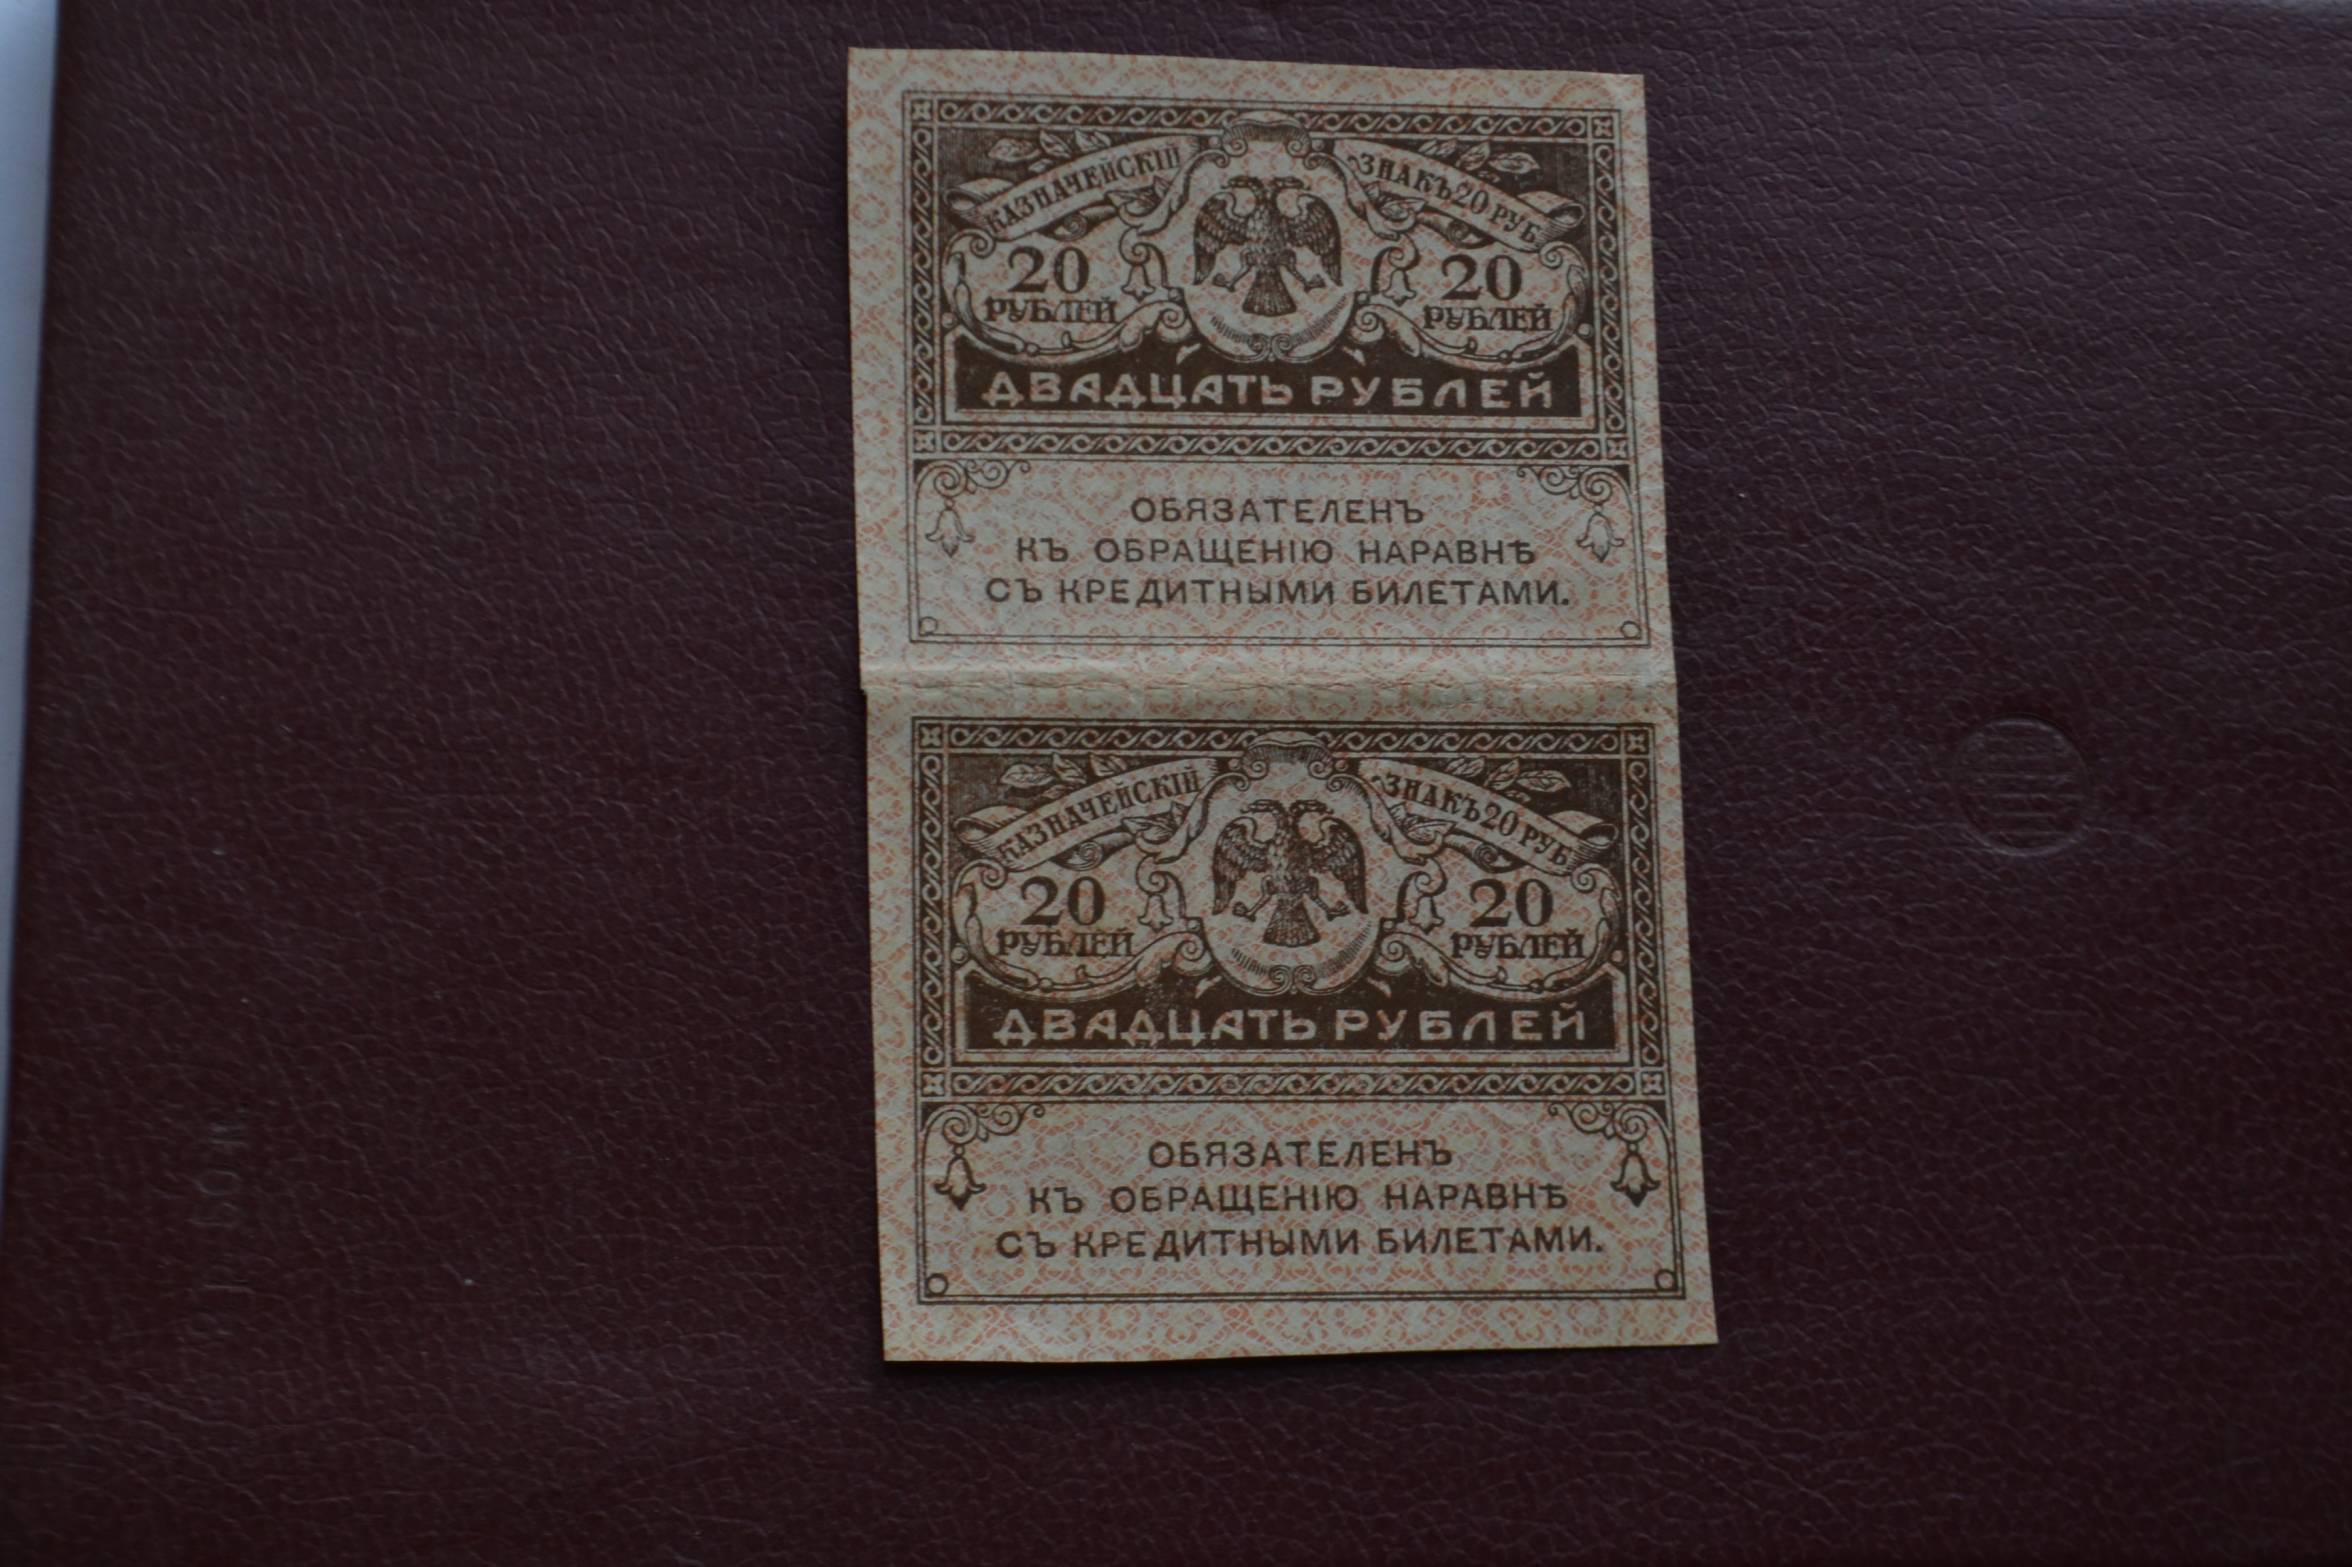 КАЗНАЧЕЙСКІЙ ЗНАКЪ 20 РУБ
20 20
РУБЛЕЙ РУБЛЕЙ
ДВАДЦАТЬ РУБЛЕЙ
ОБЯЗАТЕЛЕНЪ
КЪ ОБРАЩЕНІЮ НАРАВНѢ
СЪ КРЕДИТНЫМИ БИЛЕТАМИ.
КАЗНАЧЕЙСКІЙ ЗНАКЪ 20 РУБ
20 20
РУБЛЕЙ РУБЛЕЙ
ДВАДЦАТЬ РУБЛЕЙ
ОБЯЗАТЕЛЕНЪ
КЪ ОБРАЩЕНІЮ НАРАВНѢ
СЪ КРЕДИТНЫМИ БИЛЕТАМИ.